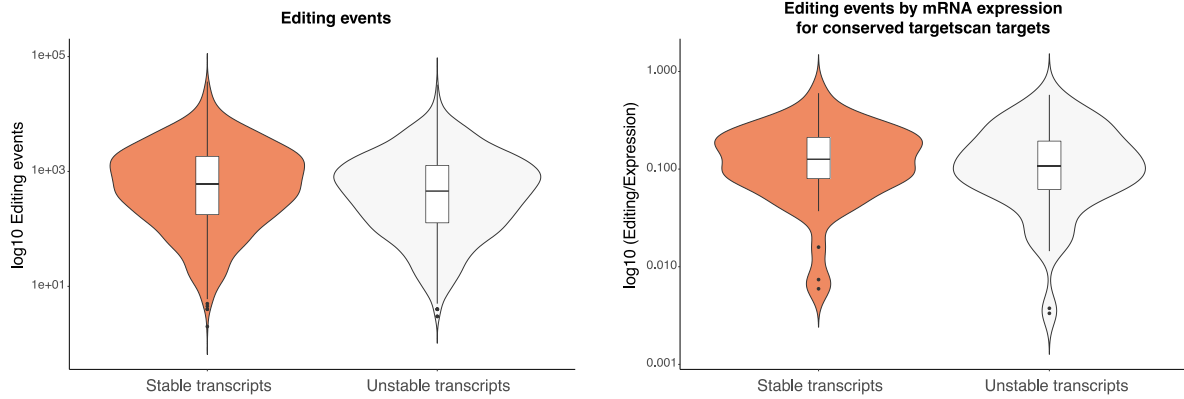 Editing events
log10 Editing events
1e+05
1e+03
1e+01
Stable transcripts
Unstable transcripts
Editing events by mRNA expression
for conserved targetscan targets
log10 (Editing/Expression)
1.000
0.100
0.010
0.001
Stable transcripts
Unstable transcripts